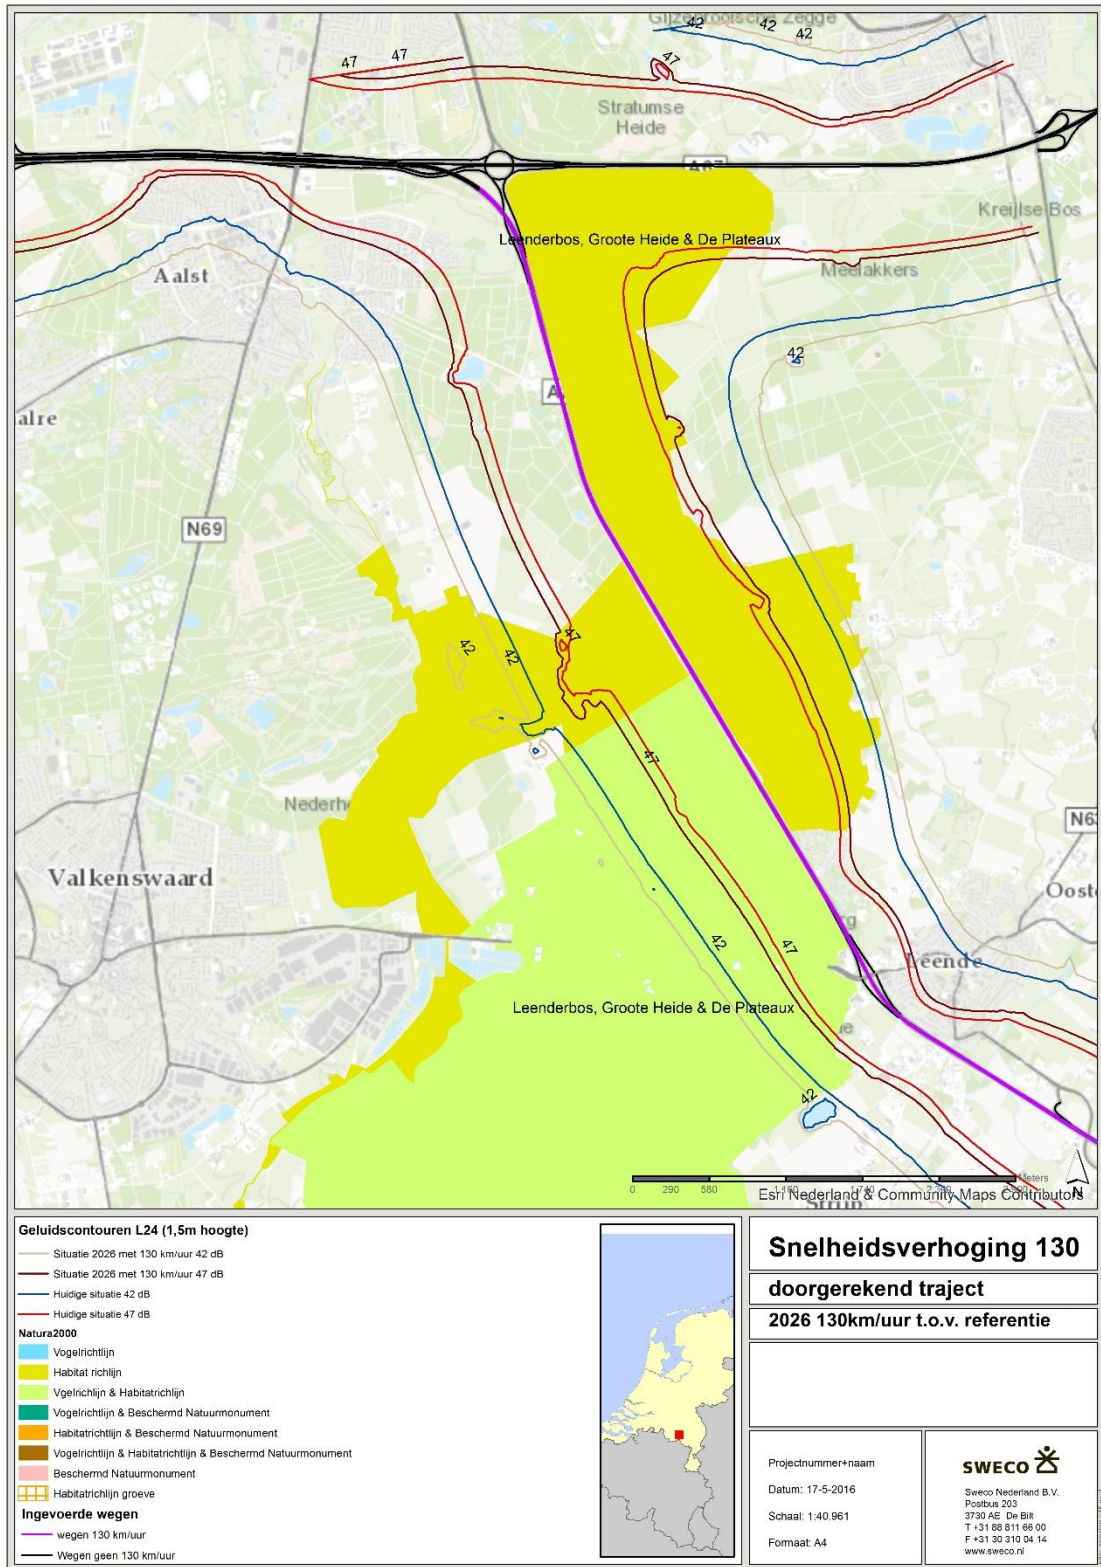 Gijzenrooische Zegge
42
42
42
47
47
47
Stratumse
Heide
A67
Kreijlse Bos
Leenderbos, Groote Heide & De Plateaux
Aalst
Meelakkers
42
alre
N69
47
42
42
47
Nederh
N6
Valkenswaard
Ooste
42
47
Leende
Leenderbos, Groote Heide & De Plateaux
42
Meters
0 290 580
Esri Nederland & Community Maps Contributors
N
Strijp
Geluidscontouren L24 (1,5m hoogte)
Situatie 2026 met 130 km/uur 42 dB
Situatie 2026 met 130 km/uur 47 dB
Huidige situatie 42 dB
Huidige situatie 47 dB
Natura2000
Vogelrichtlijn
Habitat richlijn
Vgelrichlijn & Habitatrichlijn
Vogelrichtlijn & Beschermd Natuurmonument
Habitatrichlijn & Beschermd Natuurmonument
Vogelrichtlijn & Habitatrichlijn & Beschermd Natuurmonument
Beschermd Natuurmonument
Habitatrichlijn groeve
Ingevoerde wegen
wegen 130 km/uur
Wegen geen 130 km/uur
Snelheidsverhoging 130
doorgerekend traject
2026 130km/uur t.o.v. referentie
Projectnummer+naam
Datum: 17-5-2016
Schaal: 1:40.961
Formaat: A4
SWECO
Sweco Nederland B.V.
Postbus 203
3730 AE De Bilt
T +31 88 811 66 00
F +31 30 310 04 14
www.sweco.nl